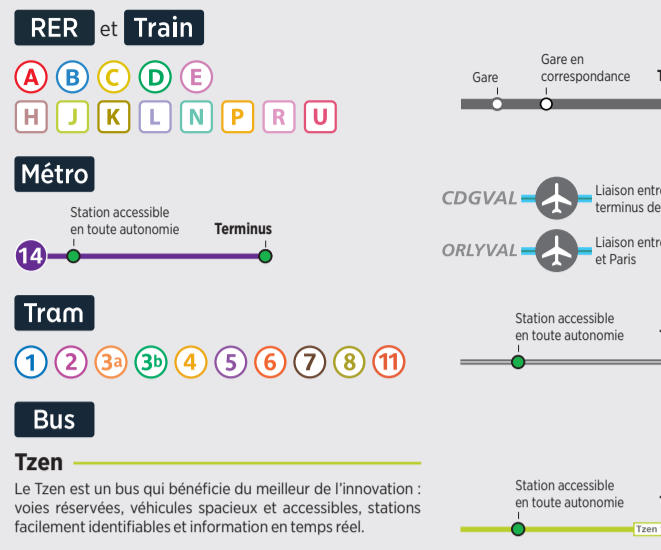 RER et Train
A B C D E
H J K L N P R U
Gare
Gare en
correspondance
Métro
Station accessible
en toute autonomie
Terminus
14
CDGVAL
Liaison entre
terminus de
ORLYVAL
Liaison entre
et Paris
Tram
1 2 3a 3b 4 5 6 7 8 11
Station accessible
en toute autonomie
Bus
Tzen
Le Tzen est un bus qui bénéficie du meilleur de l'innovation :
voies réservées, véhicules spacieux et accessibles, stations
facilement identifiables et information en temps réel.
Station accessible
en toute autonomie
Tzen